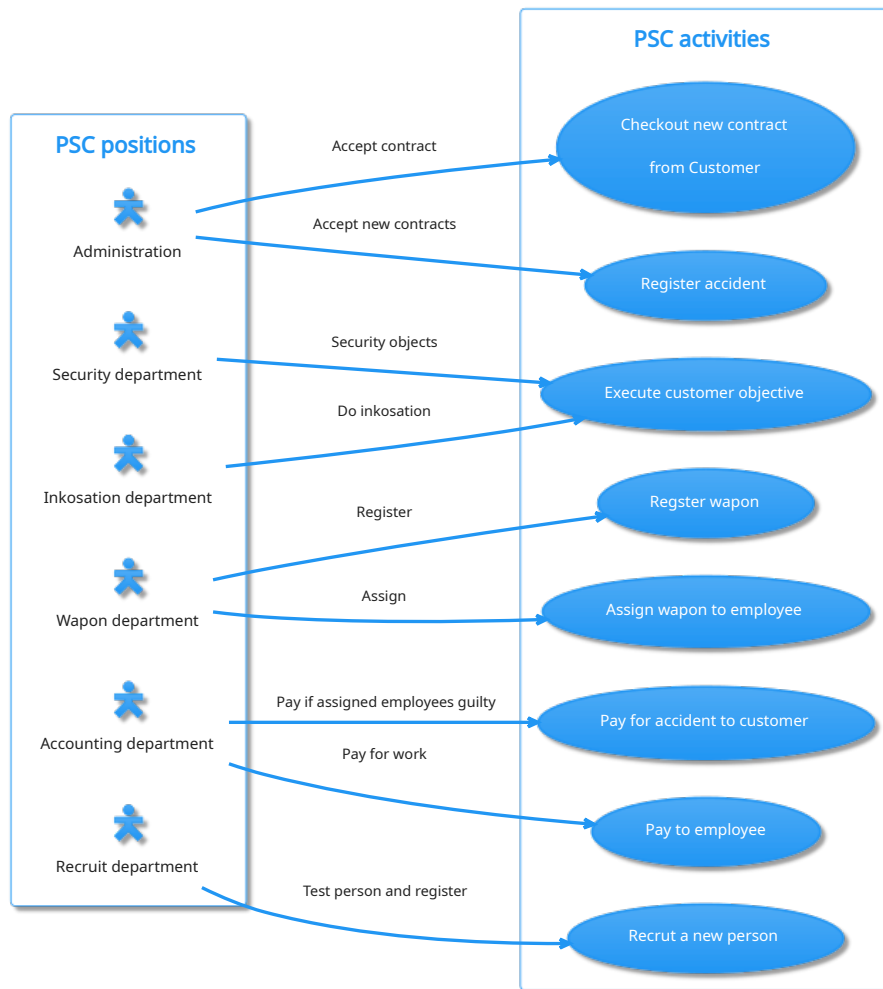 PSC activities
PSC positions
Accept contract
Checkout new contract
from Customer
Administration
Accept new contracts
Register accident
Security department
Security objects
Execute customer objective
Do inkosation
Inkosation department
Register
Regster wapon
Wapon department
Assign
Assign wapon to employee
Accounting department
Pay if assigned employees guilty
Pay for accident to customer
Pay for work
Pay to employee
Recruit department
Test person and register
Recrut a new person